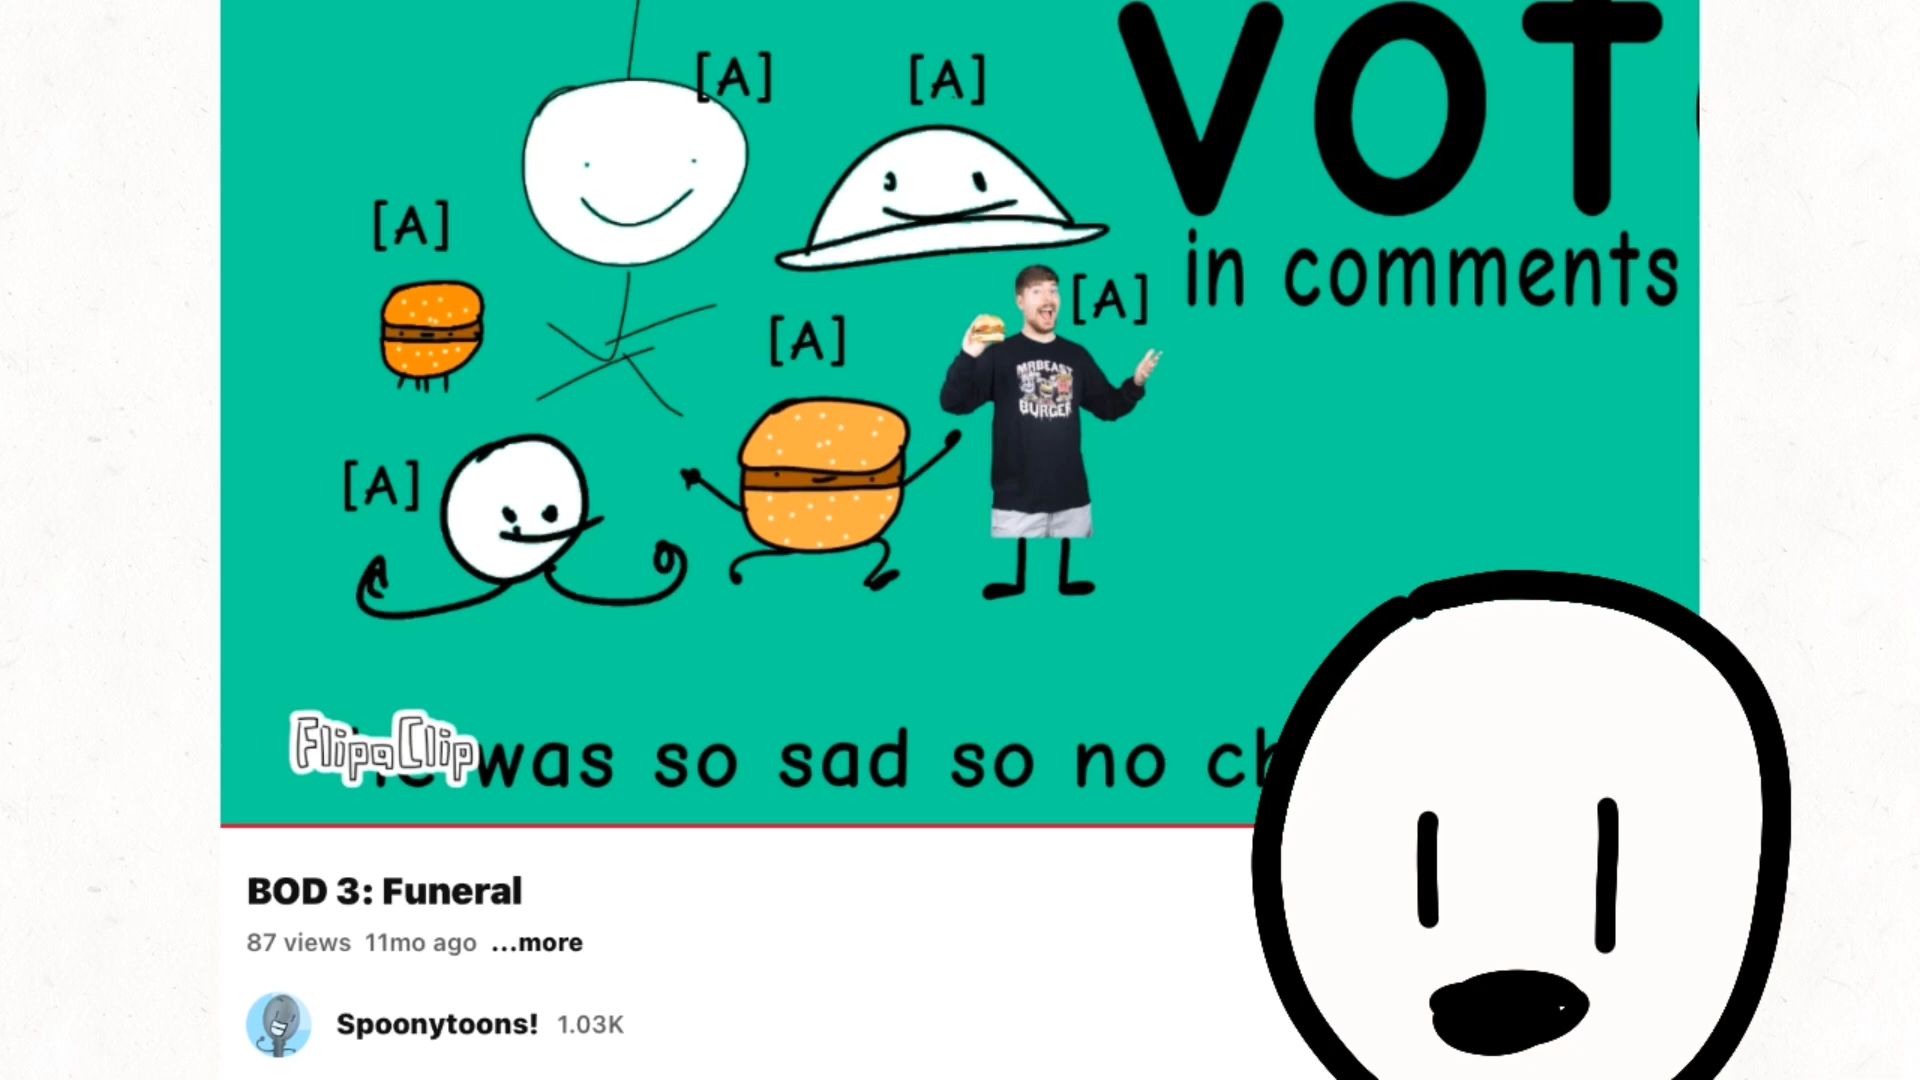 [A]
[A]
VOT
[A]
in comments
[A]
[A]
MRBEAST
BURGER
[A]
FlipaClip
was so sad so no ch
BOD 3: Funeral
87 views 11mo ago ...more
Spoonytoons! 1.03K